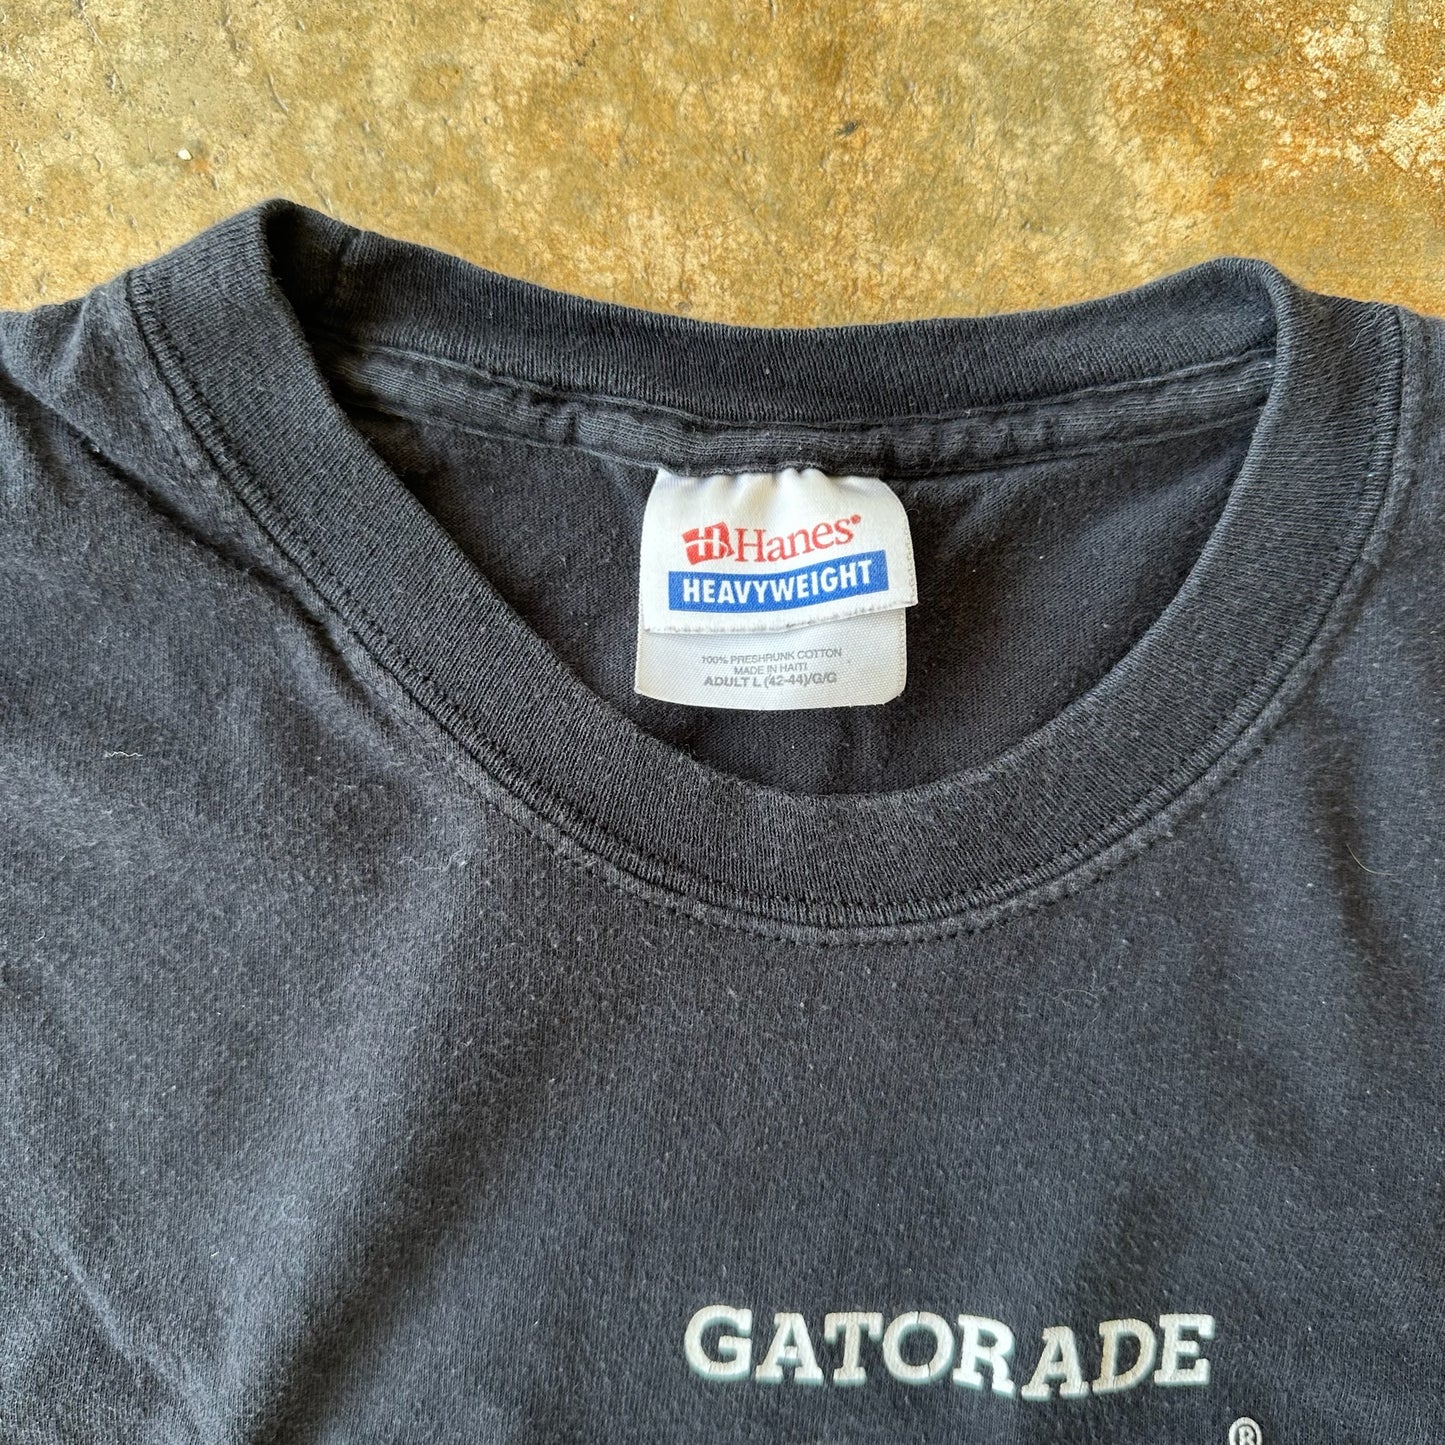 Hanes®
HEAVYWEIGHT
100% PRESHRUNK COTTON
MADE IN HAITI
ADULT L (42-44)/G/G
GATORADE
®